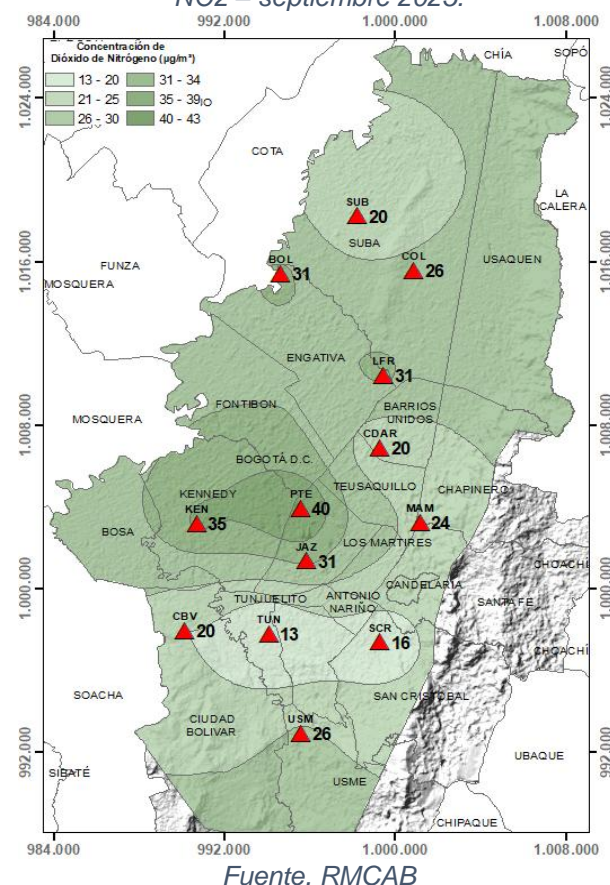 NO2 – septiembre 2025.
984.000 992.000 1.000.000 1.008.000
Concentración de
Dióxido de Nitrógeno (µg/m³)
13 - 20 31 - 34
21 - 25 35 - 39
26 - 30 40 - 43
CHÍA SOPÓ
1.024.000 1.024.000
COTA
LA
CALERA
SUB
20
SUBA
1.016.000 1.016.000
BOL
31
COL
26
USAQUEN
FUNZA
MOSQUERA
ENGATIVA
LFR
31
FONTIBON
BARRIOS
UNIDOS
MOSQUERA
1.008.000 1.008.000
CDAR
20
BOGOTÁ D.C.
TEUSAQUILLO
CHAPINERO
KENNEDY
KEN
35
PTE
40
MAM
24
BOSA
LOS MARTIRES
JAZ
31
CHOACHÍ
CANDELARIA
1.000.000 1.000.000
TUNJUELITO
ANTONIO
NARIÑO
SANTA FE
CBV
20
TUN
13
SCR
16
CHOACHÍ
SOACHA
SAN CRISTOBAL
CIUDAD
BOLIVAR
USM
26
992.000 992.000
UBAQUE
SIBATÉ
USME
CHIPAQUE
984.000 992.000 1.000.000 1.008.000
Fuente. RMCAB